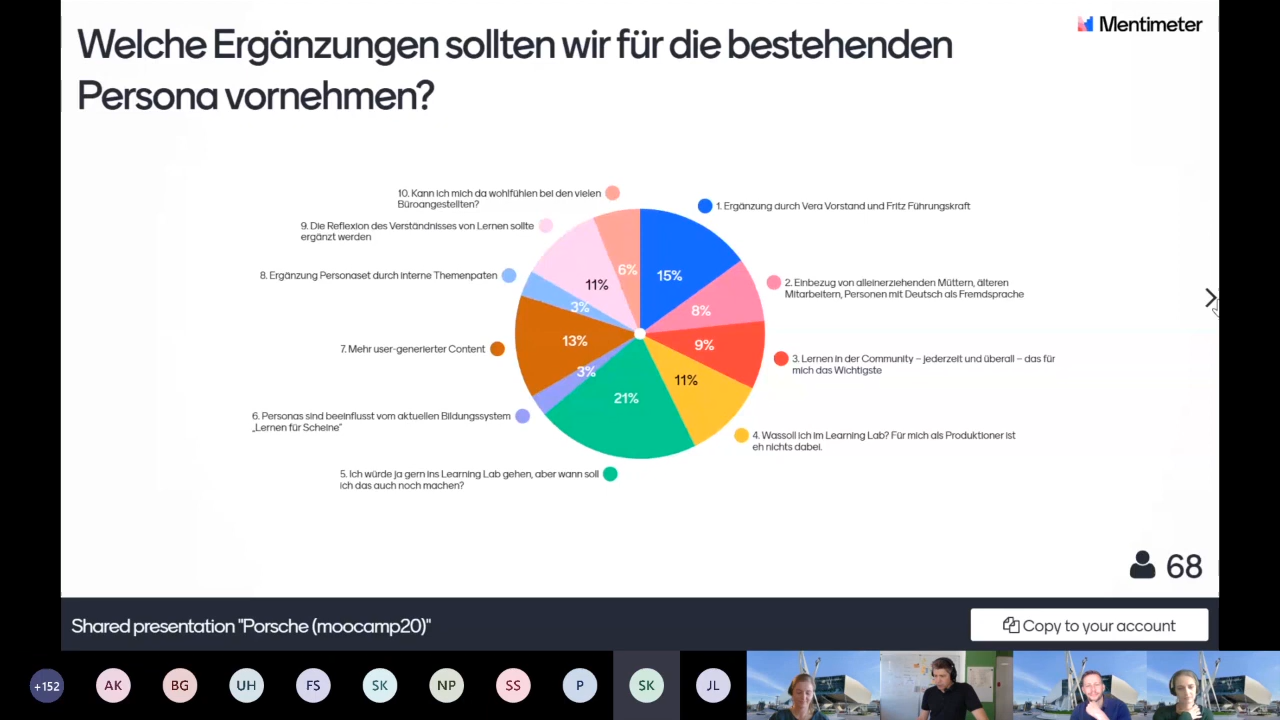 Welche Ergänzungen sollten wir für die bestehenden
Persona vornehmen?
Mentimeter
10. Kann ich mich da wohlfühlen bei den vielen
Büroangestellten?
1. Ergänzung durch Vera Vorstand und Fritz Führungskraft
9. Die Reflexion des Verständnisses von Lernen sollte
ergänzt werden
8. Ergänzung Personaset durch interne Themenpaten
2. Einbezug von alleinerziehenden Müttern, älteren
Mitarbeitern, Personen mit Deutsch als Fremdsprache
7. Mehr user-generierter Content
3. Lernen in der Community – jederzeit und überall – das für
mich das Wichtigste
6. Personas sind beeinflusst vom aktuellen Bildungssystem
„Lernen für Scheine"
4. Wassoll ich im Learning Lab? Für mich als Produktioner ist
eh nichts dabei.
5. Ich würde ja gern ins Learning Lab gehen, aber wann soll
ich das auch noch machen?
6%
15%
11%
3%
8%
13%
9%
3%
11%
21%
68
Shared presentation "Porsche (moocamp20)"
Copy to your account
+152
AK
BG
UH
FS
SK
NP
SS
P
SK
JL